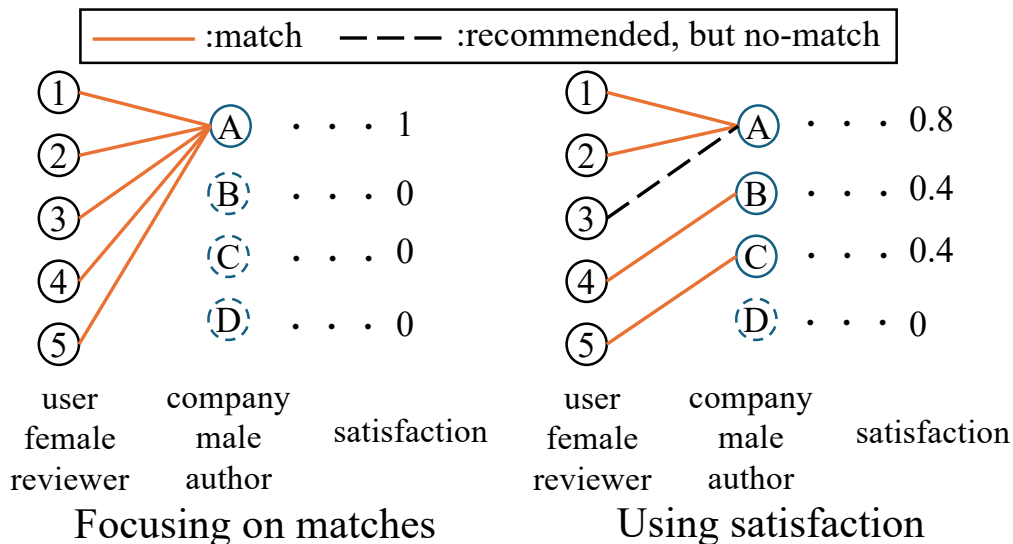 :match :recommended, but no-match
1
2
3
4
5
A . . . 1
B . . . 0
C . . . 0
D . . . 0
user
female
reviewer
company
male
author
satisfaction
Focusing on matches
1
2
3
4
5
A . . . 0.8
B . . . 0.4
C . . . 0.4
D . . . 0
user
female
reviewer
company
male
author
satisfaction
Using satisfaction